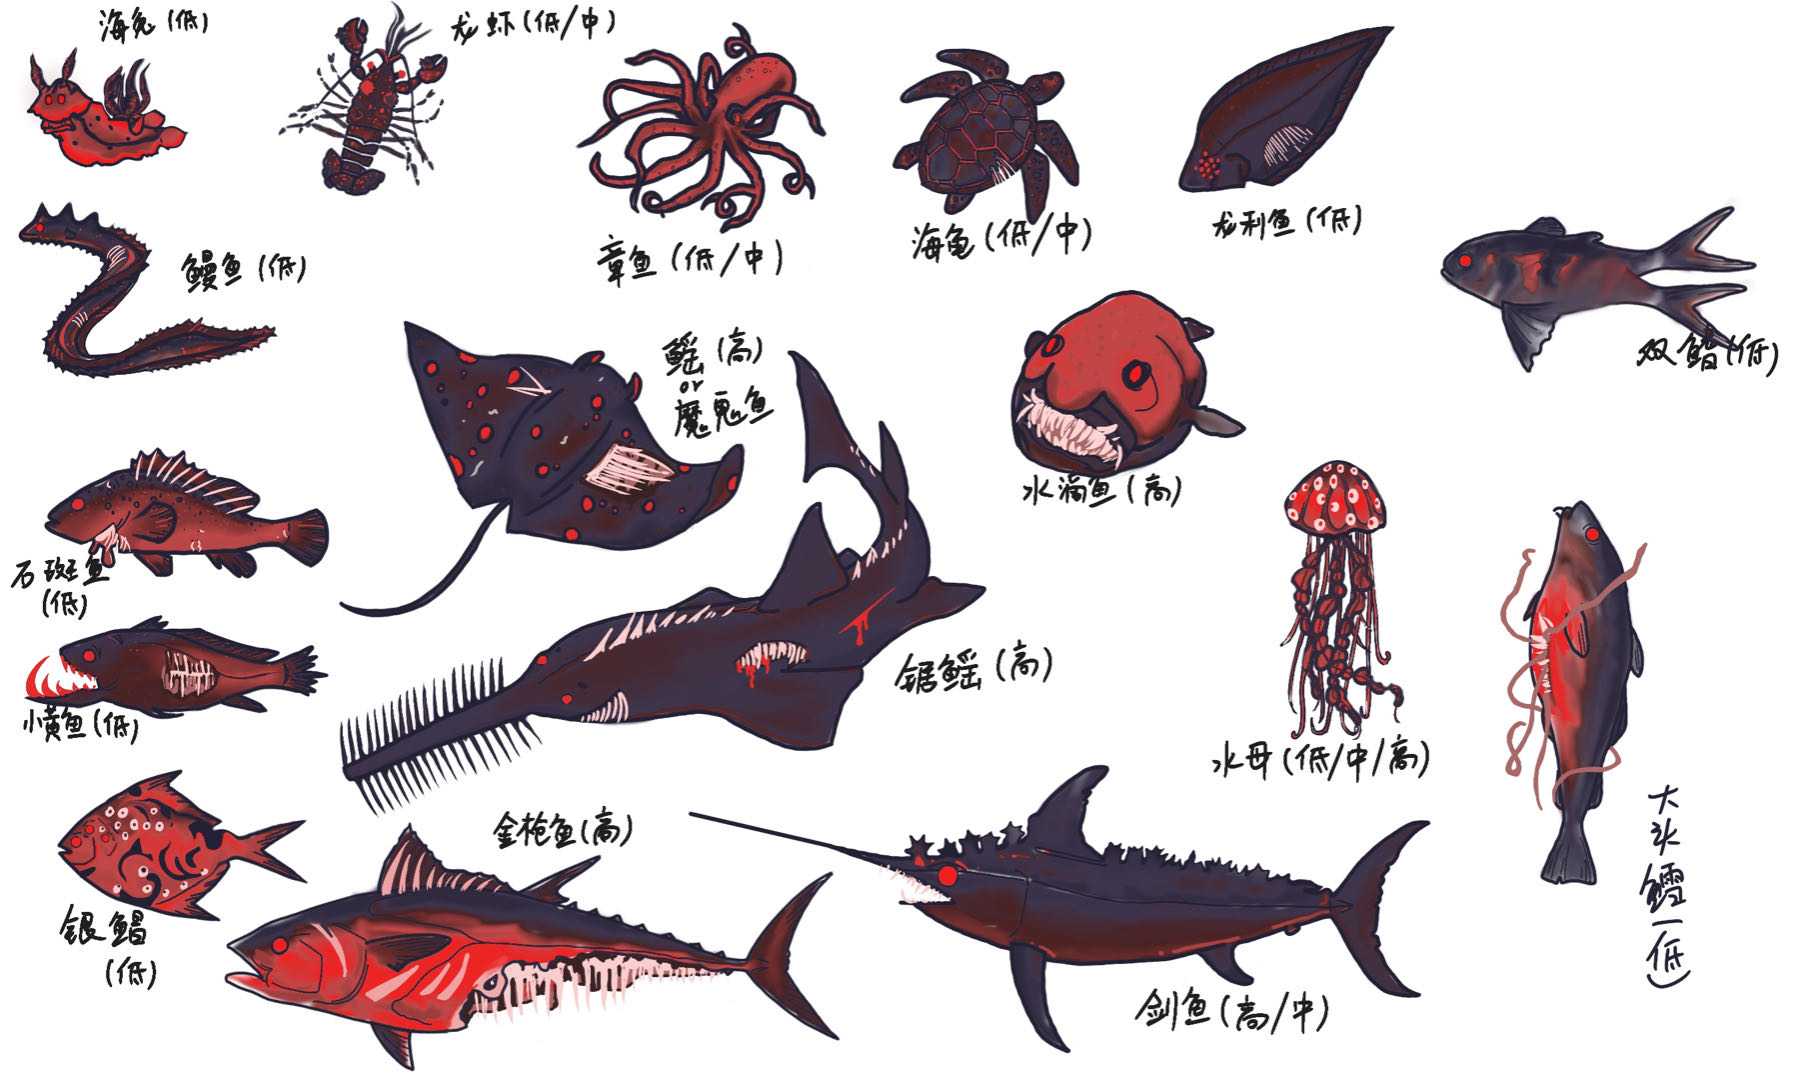 海兔(低)
龙虾(低/中)
章鱼(低/中)
海龟(低/中)
龙利鱼(低)
鳗鱼(低)
双鲳(低)
鳐(高)
or
魔鬼鱼
水滴鱼(高)
石斑鱼
(低)
小黄鱼(低)
锯鳐(高)
水母(低/中/高)
大头鳕(低)
银鲳
(低)
金枪鱼(高)
剑鱼(高/中)